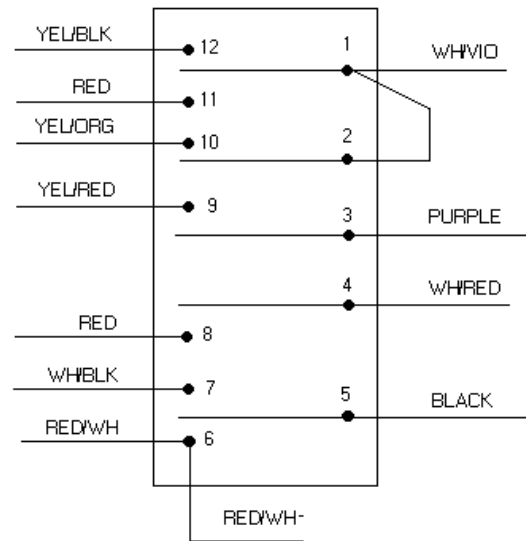 YEL/BLK 12 1 WH/VIO
RED 11
YEL/ORG 10 2
YEL/RED 9 3 PURPLE
4 WH/RED
RED 8
WH/BLK 7 5 BLACK
RED/WH 6
RED/WH-